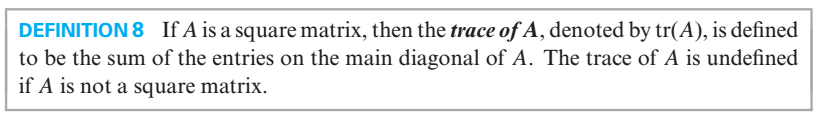 DEFINITION 8 If A is a square matrix, then the trace of A, denoted by tr(A), is defined
to be the sum of the entries on the main diagonal of A. The trace of A is undefined
if A is not a square matrix.